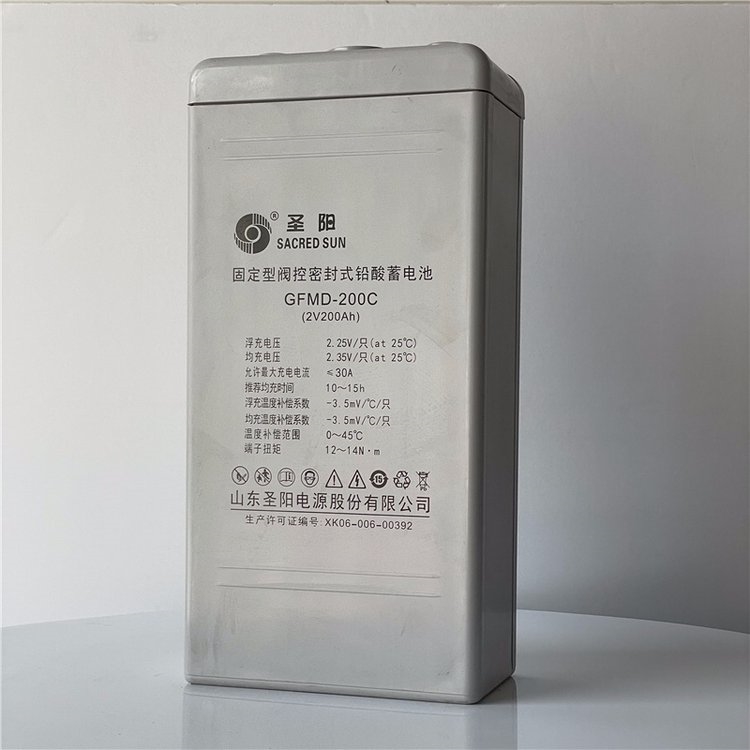 ® 圣阳
SACRED SUN
固定型阀控密封式铅酸蓄电池
GFMD-200C
(2V200Ah)
浮充电压 2.25V/只(at 25℃)
均充电压 2.35V/只(at 25℃)
允许最大充电电流 ≤30A
推荐均充时间 10～15h
浮充温度补偿系数 -3.5mV/℃/只
均充温度补偿系数 -3.5mV/℃/只
温度补偿范围 0～45℃
端子扭矩 12～14N·m
15
山东圣阳电源股份有限公司
生产许可证编号: XK06-006-00392